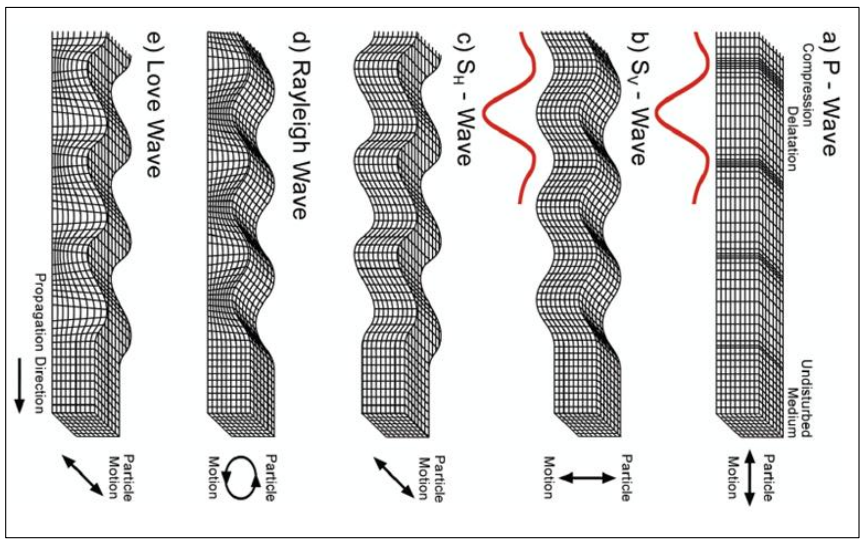 a) P - Wave
Compression
Delatation
Undisturbed
Medium
Particle
Motion
b) Sᵥ - Wave
Particle
Motion
c) S_H - Wave
Particle
Motion
d) Rayleigh Wave
Particle
Motion
e) Love Wave
Particle
Motion
Propagation Direction